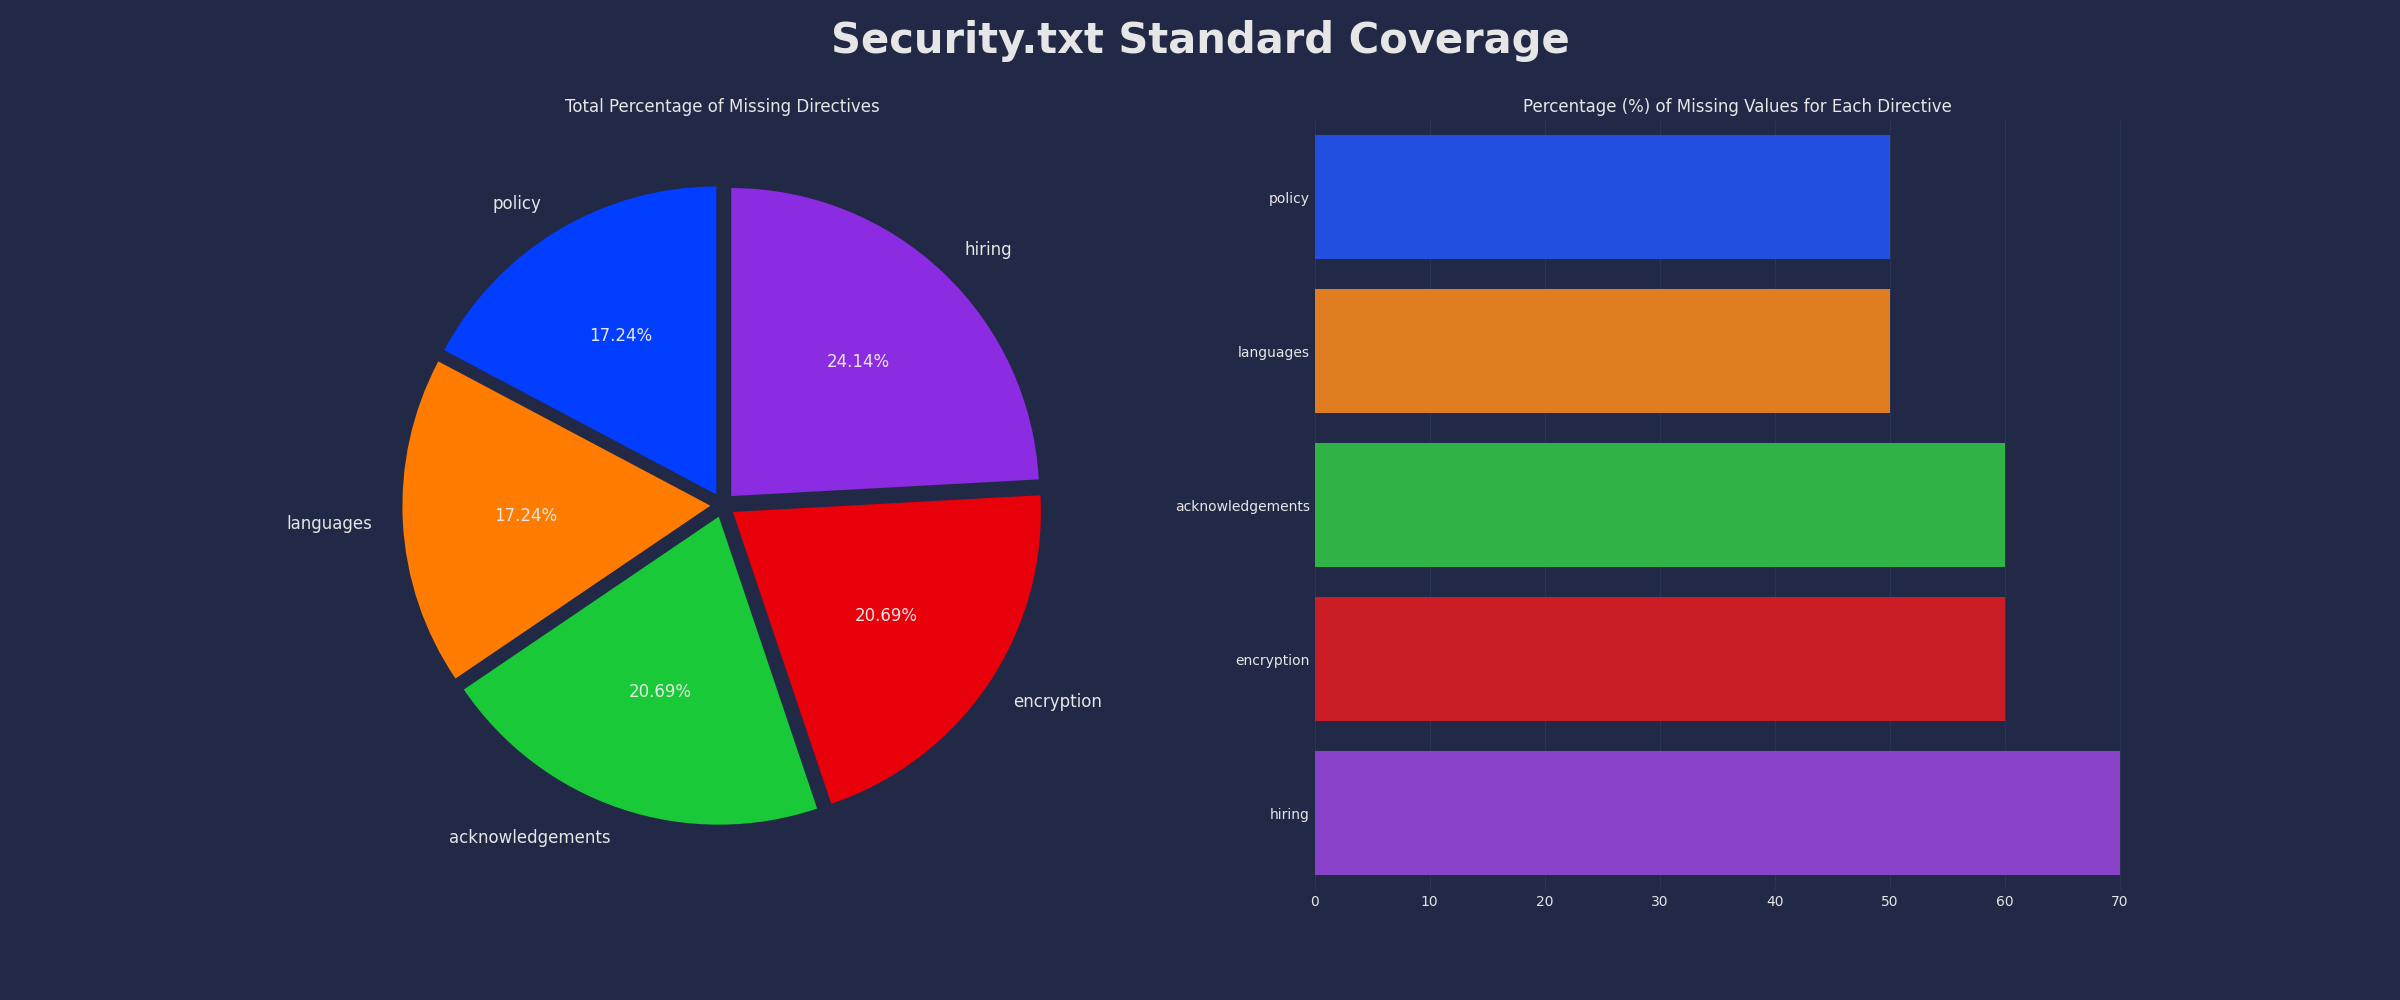 Security.txt Standard Coverage
Total Percentage of Missing Directives
policy
hiring
17.24%
24.14%
languages
17.24%
20.69%
20.69%
encryption
acknowledgements
Percentage (%) of Missing Values for Each Directive
policy
languages
acknowledgements
encryption
hiring
0 10 20 30 40 50 60 70